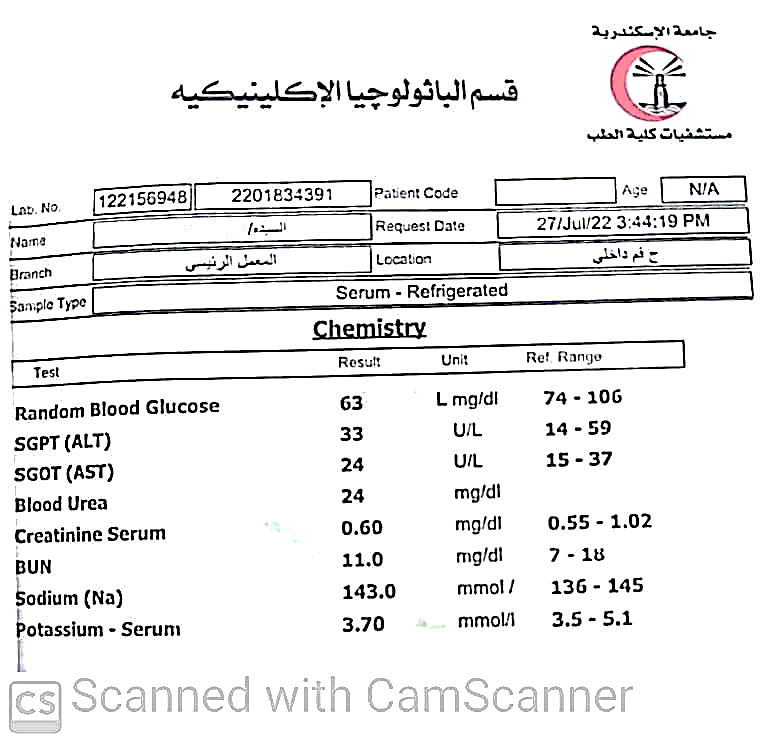 جامعة الإسكندرية
قسم الباثولوجيا الإكلينيكيه
مستشفيات كلية الطب
Lab. No. 122156948 2201834391 Patient Code Age N/A
Name السيده/ Request Date 27/Jul/22 3:44:19 PM
Branch المعمل الرئيسى Location ح فم داخلى
Sample Type Serum - Refrigerated
Chemistry
Test Result Unit Ref. Range
Random Blood Glucose 63 L mg/dl 74 - 106
SGPT (ALT) 33 U/L 14 - 59
SGOT (AST) 24 U/L 15 - 37
Blood Urea 24 mg/dl
Creatinine Serum 0.60 mg/dl 0.55 - 1.02
BUN 11.0 mg/dl 7 - 18
Sodium (Na) 143.0 mmol / 136 - 145
Potassium - Serum 3.70 mmol/l 3.5 - 5.1
CS Scanned with CamScanner